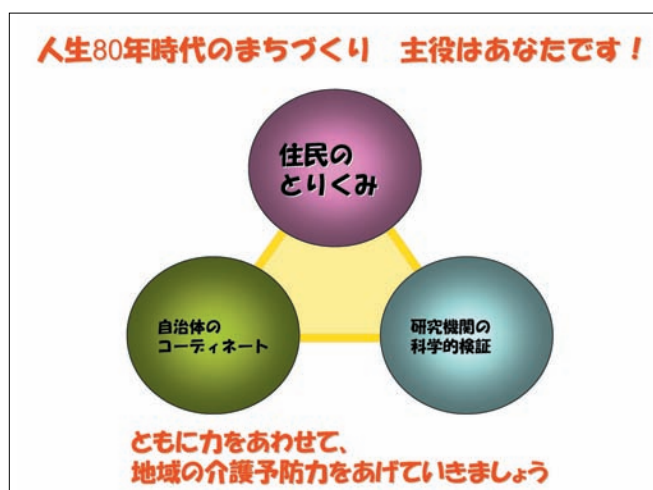 人生80年時代のまちづくり　主役はあなたです！
住民の
とりくみ
自治体の
コーディネート
研究機関の
科学的検証
ともに力をあわせて、
地域の介護予防力をあげていきましょう